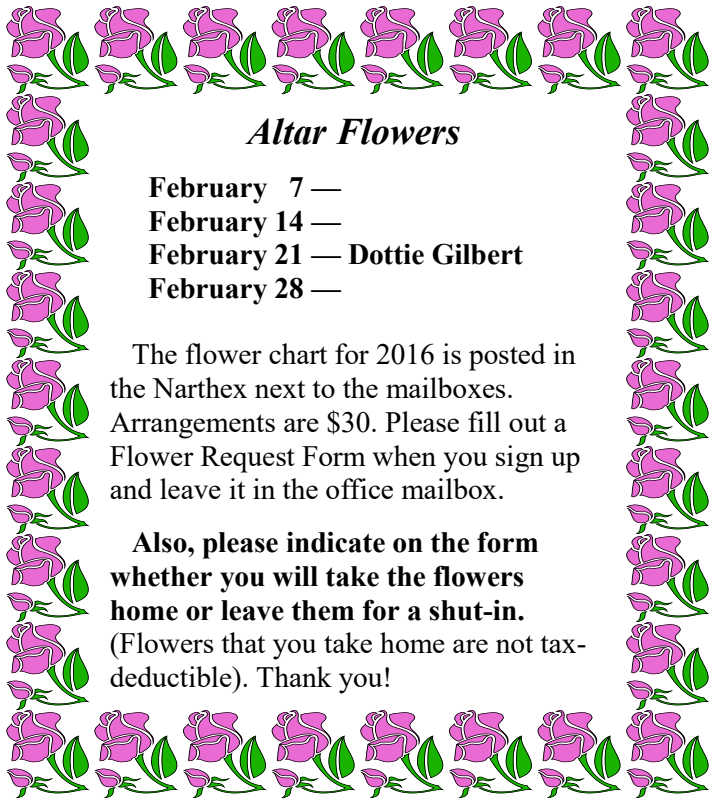 Altar Flowers
February   7 —
February 14 —
February 21 — Dottie Gilbert
February 28 —
The flower chart for 2016 is posted in
the Narthex next to the mailboxes.
Arrangements are $30. Please fill out a
Flower Request Form when you sign up
and leave it in the office mailbox.
Also, please indicate on the form
whether you will take the flowers
home or leave them for a shut-in.
(Flowers that you take home are not tax-
deductible). Thank you!